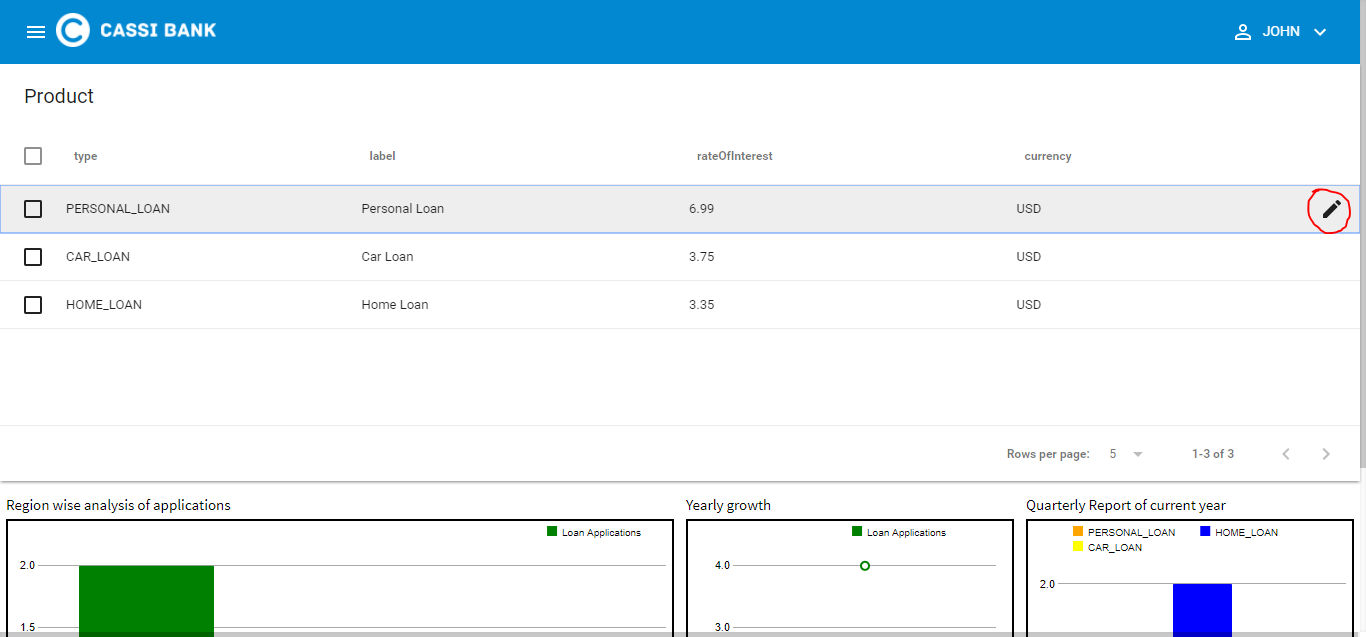 CASSI BANK
JOHN
Product
type label rateOfInterest currency
PERSONAL_LOAN Personal Loan 6.99 USD
CAR_LOAN Car Loan 3.75 USD
HOME_LOAN Home Loan 3.35 USD
Rows per page: 5 1-3 of 3
Region wise analysis of applications
Loan Applications
2.0
1.5
Yearly growth
Loan Applications
4.0
3.0
Quarterly Report of current year
PERSONAL_LOAN HOME_LOAN
CAR_LOAN
2.0